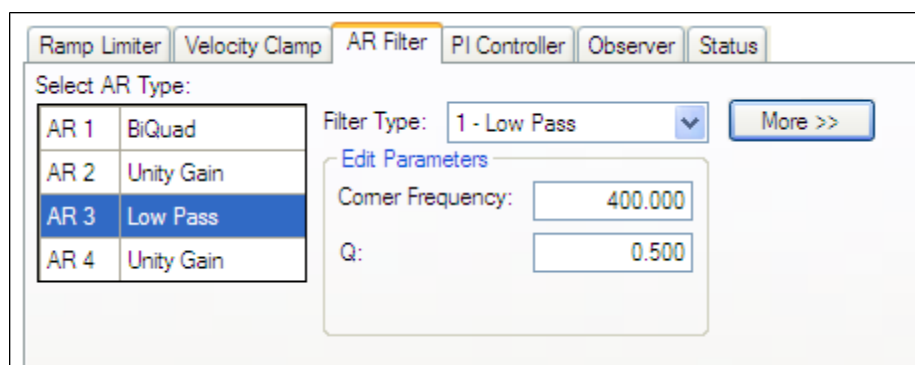 Ramp Limiter Velocity Clamp AR Filter PI Controller Observer Status
Select AR Type:
AR 1 BiQuad
AR 2 Unity Gain
AR 3 Low Pass
AR 4 Unity Gain
Filter Type: 1 - Low Pass More >>
Edit Parameters
Corner Frequency: 400.000
Q: 0.500